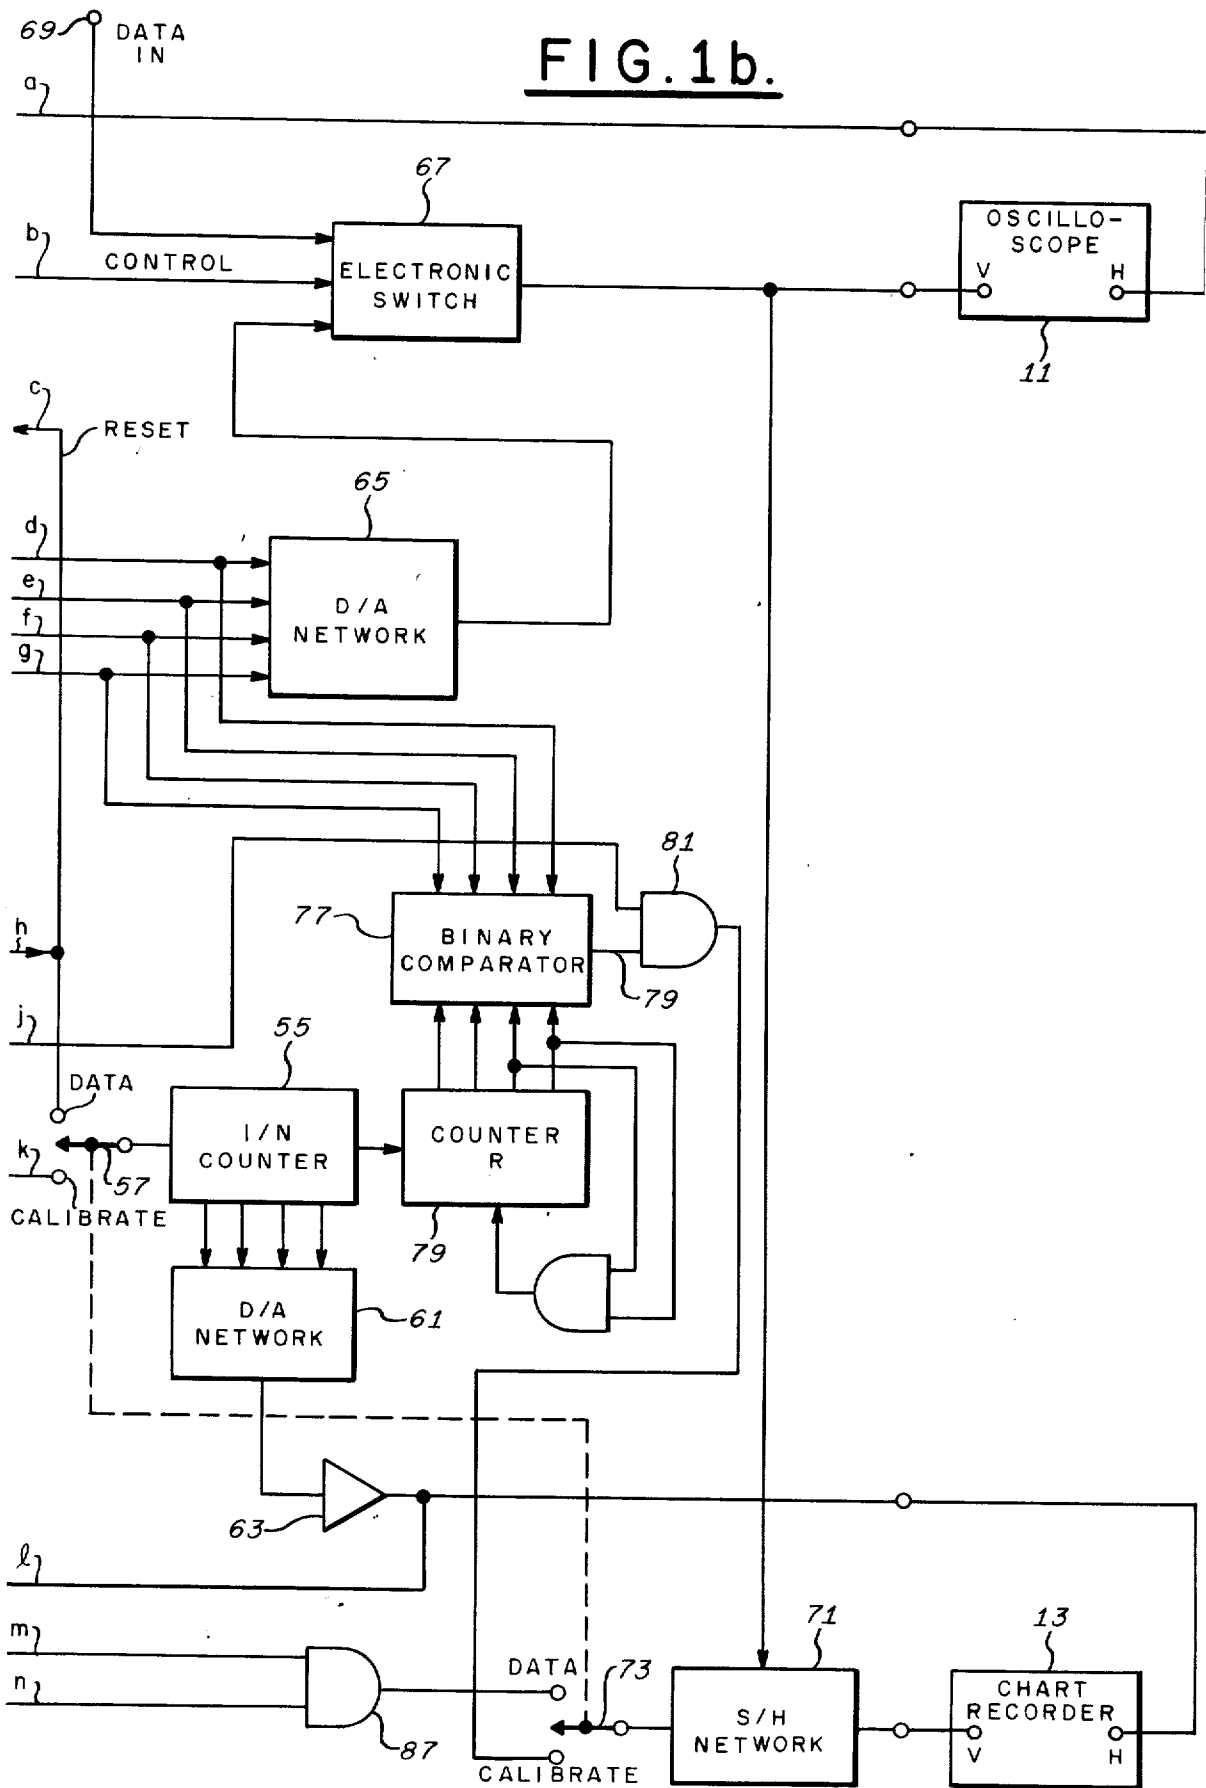 69
DATA
IN
FIG. 1b.
a
67
b
CONTROL
ELECTRONIC
SWITCH
OSCILLO-
SCOPE
V
H
11
c
RESET
65
d
e
f
g
D/A
NETWORK
81
77
BINARY
COMPARATOR
79
h
j
55
DATA
I/N
COUNTER
COUNTER
R
k
57
CALIBRATE
79
D/A
NETWORK
61
63
l
m
n
87
DATA
73
71
13
S/H
NETWORK
CHART
RECORDER
V
H
CALIBRATE